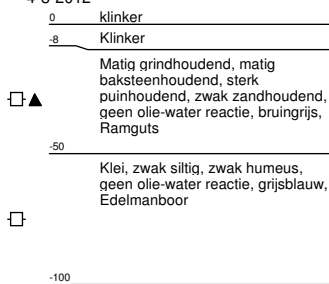 4-6-2012
0 klinker
-8 Klinker
Matig grindhoudend, matig
baksteenhoudend, sterk
puinhoudend, zwak zandhoudend,
geen olie-water reactie, bruingrijs,
Ramguts
-50
Klei, zwak siltig, zwak humeus,
geen olie-water reactie, grijsblauw,
Edelmanboor
-100